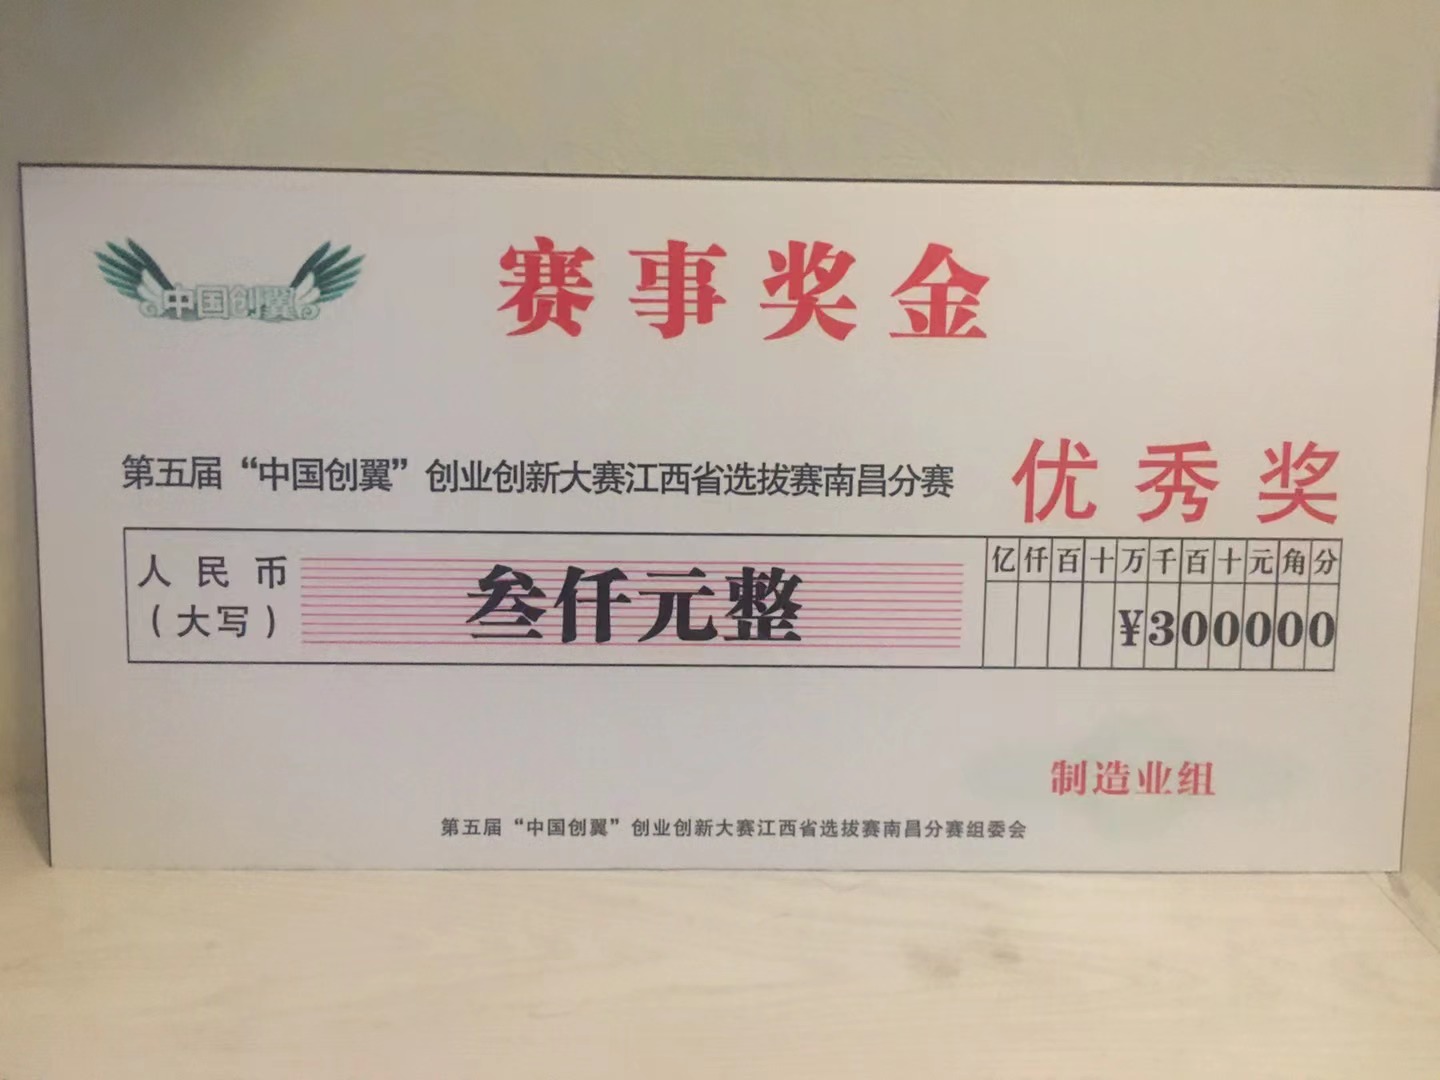 中国创翼
赛事奖金
第五届“中国创翼”创业创新大赛江西省选拔赛南昌分赛
优秀奖
人民币
（大写）
叁仟元整
亿仟百十万千百十元角分
¥300000
制造业组
第五届“中国创翼”创业创新大赛江西省选拔赛南昌分赛组委会